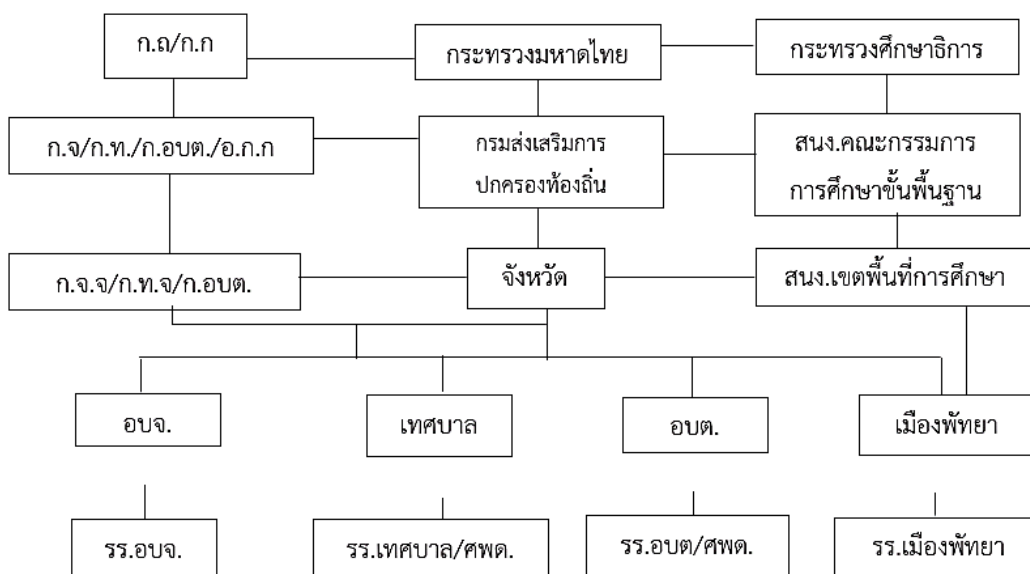 ก.ถ/ก.ก
กระทรวงมหาดไทย
กระทรวงศึกษาธิการ
ก.จ/ก.ท./ก.อบต./อ.ก.ก
กรมส่งเสริมการ
ปกครองท้องถิ่น
สนง.คณะกรรมการ
การศึกษาขั้นพื้นฐาน
ก.จ.จ/ก.ท.จ/ก.อบต.
จังหวัด
สนง.เขตพื้นที่การศึกษา
อบจ.
เทศบาล
อบต.
เมืองพัทยา
รร.อบจ.
รร.เทศบาล/ศพด.
รร.อบต/ศพด.
รร.เมืองพัทยา